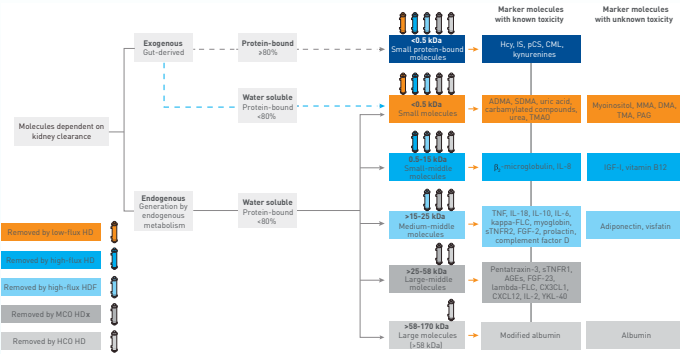 Marker molecules
with known toxicity
Marker molecules
with unknown toxicity
Exogenous
Gut-derived
Protein-bound
≥80%
<0.5 kDa
Small protein-bound
molecules
Hcy, IS, pCS, CML,
kynurenines
Water soluble
Protein-bound
<80%
<0.5 kDa
Small molecules
ADMA, SDMA, uric acid,
carbamylated compounds,
urea, TMAO
Myoinositol, MMA, DMA,
TMA, PAG
Molecules dependent on
kidney clearance
0.5-15 kDa
Small-middle
molecules
β₂-microglobulin, IL-8
IGF-I, vitamin B12
Endogenous
Generation by
endogenous
metabolism
Water soluble
Protein-bound
<80%
>15-25 kDa
Medium-middle
molecules
TNF, IL-18, IL-10, IL-6,
kappa-FLC, myoglobin,
sTNFR2, FGF-2, prolactin,
complement factor D
Adiponectin, visfatin
>25-58 kDa
Large-middle
molecules
Pentatraxin-3, sTNFR1,
AGEs, FGF-23,
lambda-FLC, CX3CL1,
CXCL12, IL-2, YKL-40
>58-170 kDa
Large molecules
(>58 kDa)
Modified albumin
Albumin
Removed by low-flux HD
Removed by high-flux HD
Removed by high-flux HDF
Removed by MCO HDx
Removed by HCO HD